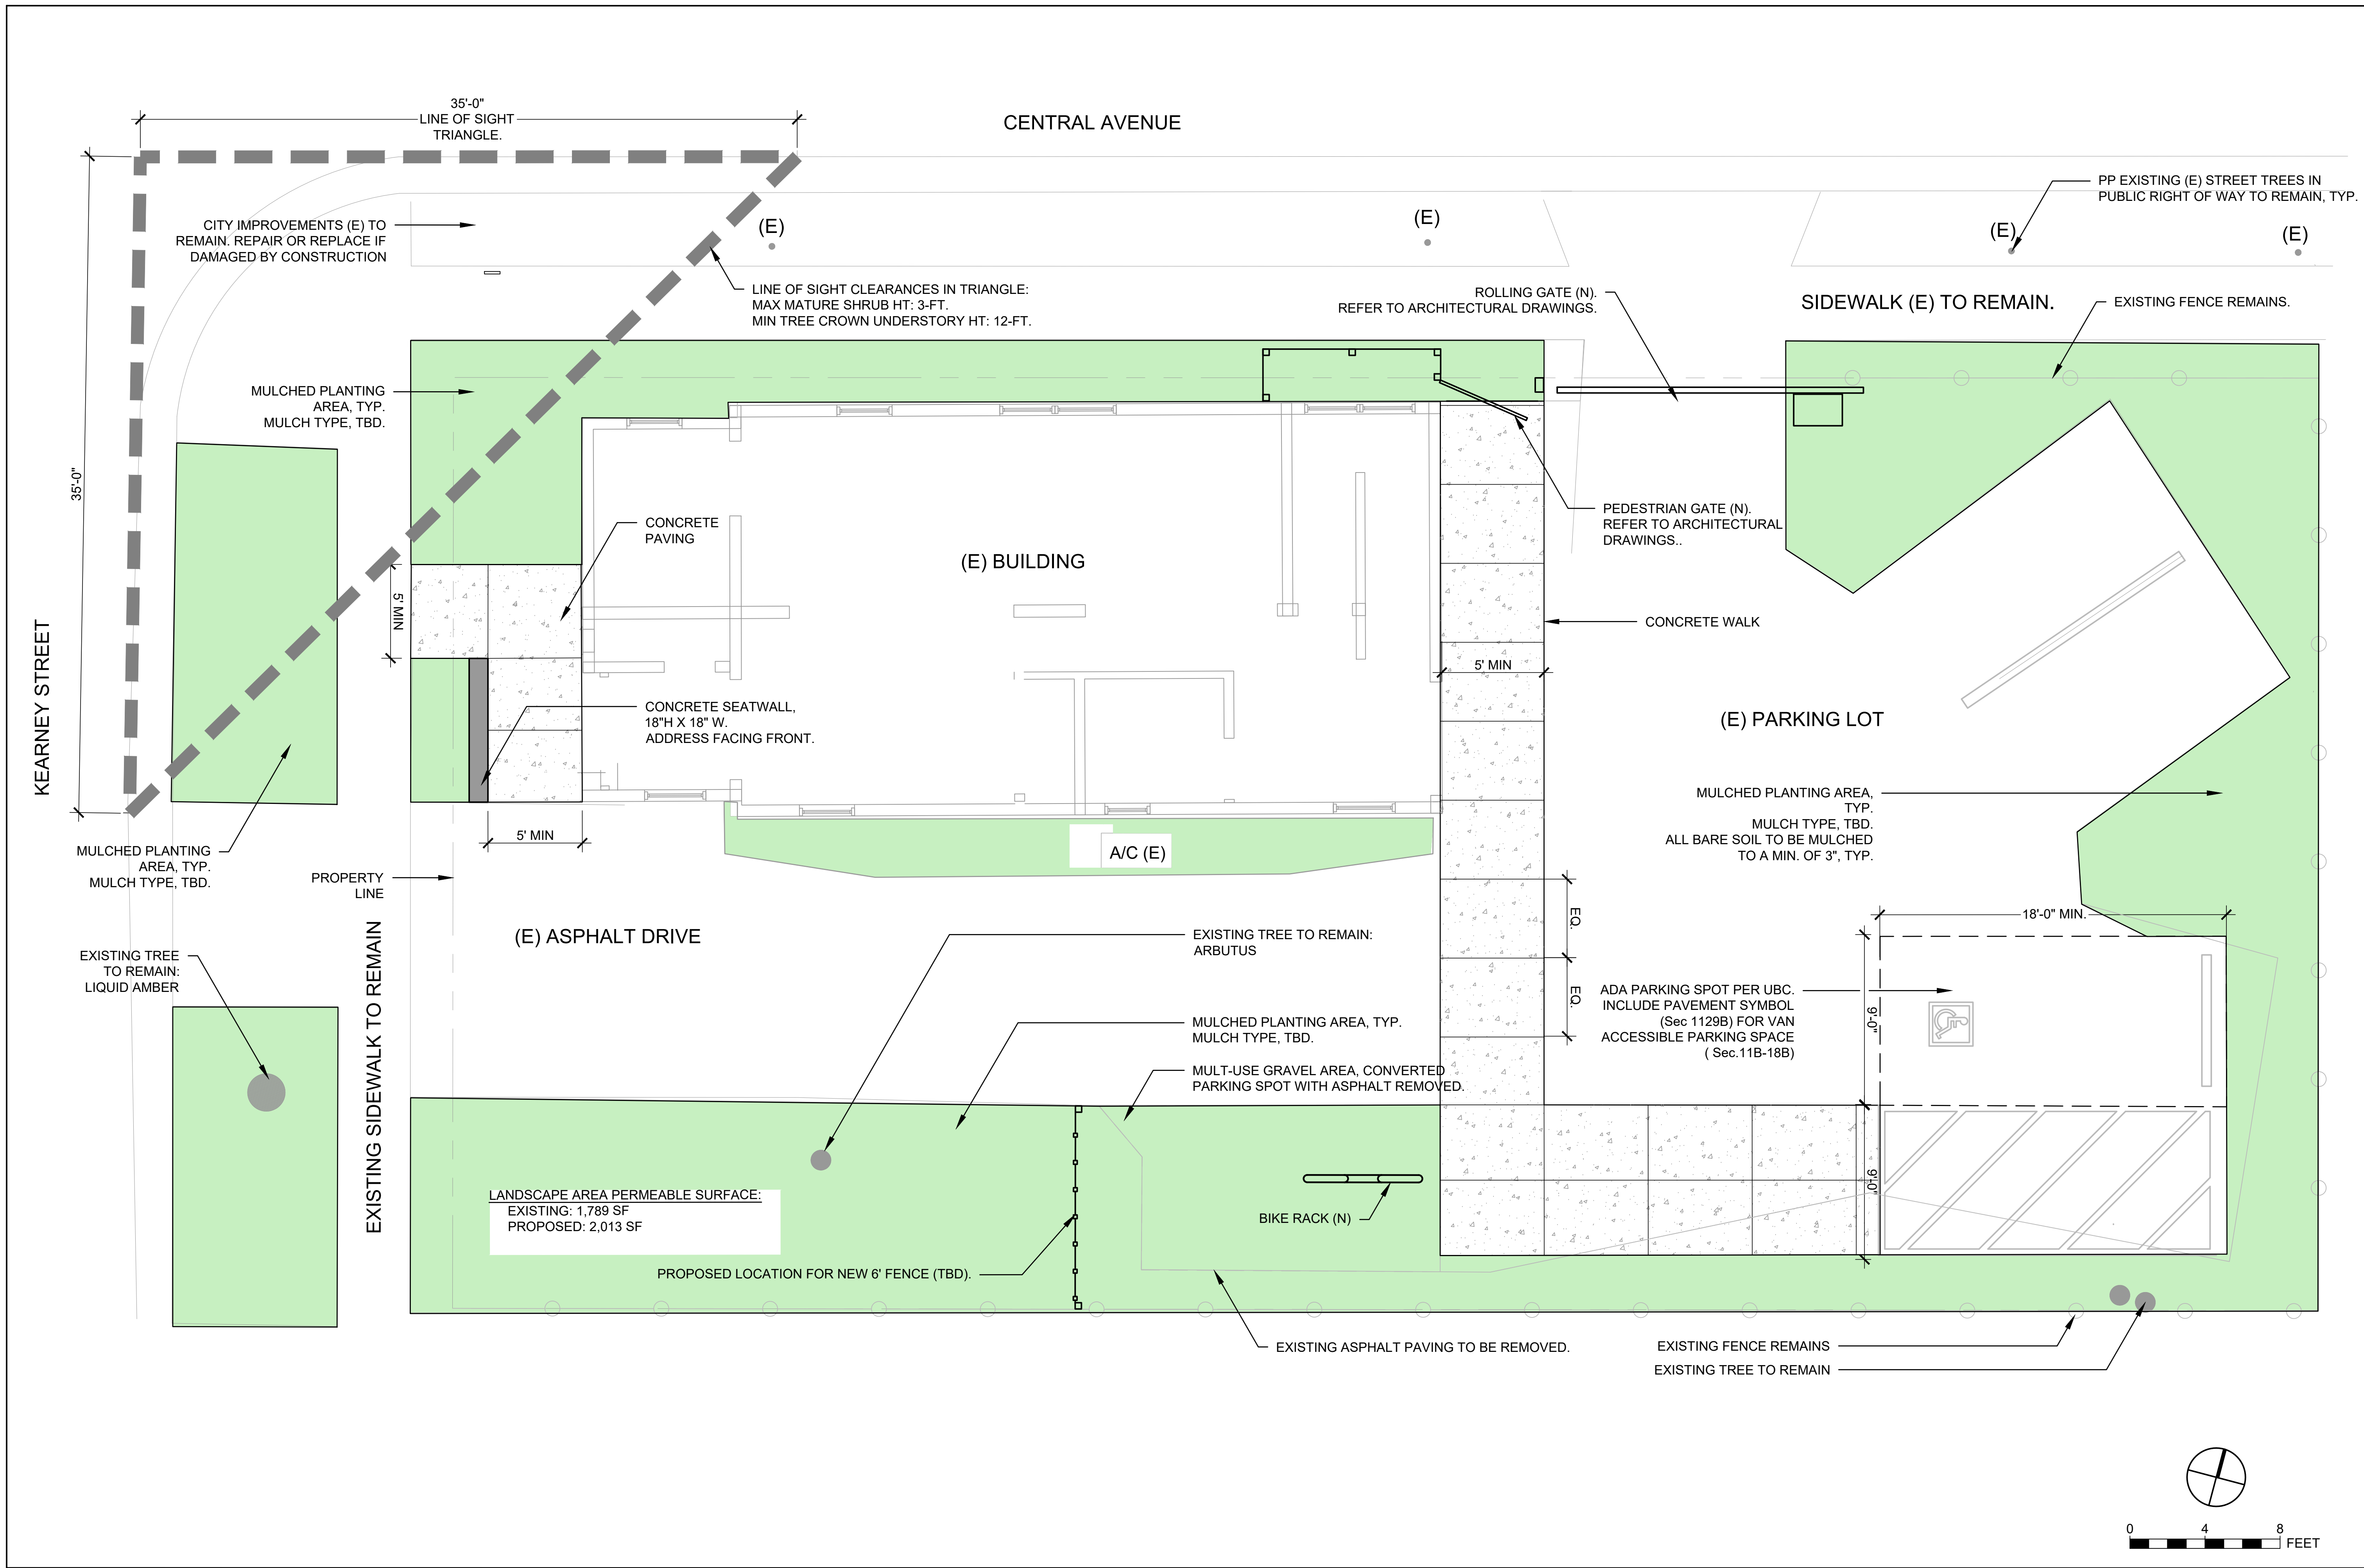 35'-0"
LINE OF SIGHT
TRIANGLE.
CENTRAL AVENUE
PP EXISTING (E) STREET TREES IN
PUBLIC RIGHT OF WAY TO REMAIN, TYP.
CITY IMPROVEMENTS (E) TO
REMAIN. REPAIR OR REPLACE IF
DAMAGED BY CONSTRUCTION
(E)
(E)
(E)
(E)
LINE OF SIGHT CLEARANCES IN TRIANGLE:
MAX MATURE SHRUB HT: 3-FT.
MIN TREE CROWN UNDERSTORY HT: 12-FT.
ROLLING GATE (N).
REFER TO ARCHITECTURAL DRAWINGS.
SIDEWALK (E) TO REMAIN.
EXISTING FENCE REMAINS.
MULCHED PLANTING
AREA, TYP.
MULCH TYPE, TBD.
35'-0"
CONCRETE
PAVING
(E) BUILDING
PEDESTRIAN GATE (N).
REFER TO ARCHITECTURAL
DRAWINGS..
5' MIN
CONCRETE WALK
5' MIN
KEARNEY STREET
CONCRETE SEATWALL,
18"H X 18" W.
ADDRESS FACING FRONT.
(E) PARKING LOT
MULCHED PLANTING AREA,
TYP.
MULCH TYPE, TBD.
ALL BARE SOIL TO BE MULCHED
TO A MIN. OF 3", TYP.
5' MIN
A/C (E)
MULCHED PLANTING
AREA, TYP.
MULCH TYPE, TBD.
PROPERTY
LINE
EQ.
18'-0" MIN.
(E) ASPHALT DRIVE
EXISTING TREE TO REMAIN:
ARBUTUS
EXISTING TREE
TO REMAIN:
LIQUID AMBER
EXISTING SIDEWALK TO REMAIN
EQ.
ADA PARKING SPOT PER UBC.
INCLUDE PAVEMENT SYMBOL
(Sec 1129B) FOR VAN
ACCESSIBLE PARKING SPACE
( Sec.11B-18B)
9'-0"
MULCHED PLANTING AREA, TYP.
MULCH TYPE, TBD.
MULT-USE GRAVEL AREA, CONVERTED
PARKING SPOT WITH ASPHALT REMOVED.
9'-0"
LANDSCAPE AREA PERMEABLE SURFACE:
EXISTING: 1,789 SF
PROPOSED: 2,013 SF
BIKE RACK (N)
PROPOSED LOCATION FOR NEW 6' FENCE (TBD).
EXISTING ASPHALT PAVING TO BE REMOVED.
EXISTING FENCE REMAINS
EXISTING TREE TO REMAIN
0 4 8
FEET